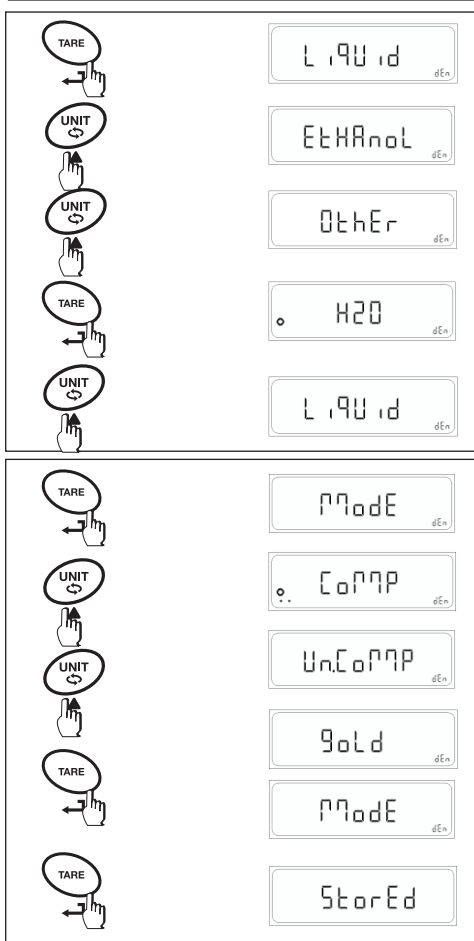 TARE
LiqUid
dEn
UNIT
EtHAnoL
dEn
UNIT
OthEr
dEn
TARE
H2O
dEn
UNIT
LiqUid
dEn
TARE
ModE
dEn
UNIT
CoMP
dEn
UNIT
Un.CoMP
dEn
goLd
dEn
TARE
ModE
dEn
TARE
StorEd